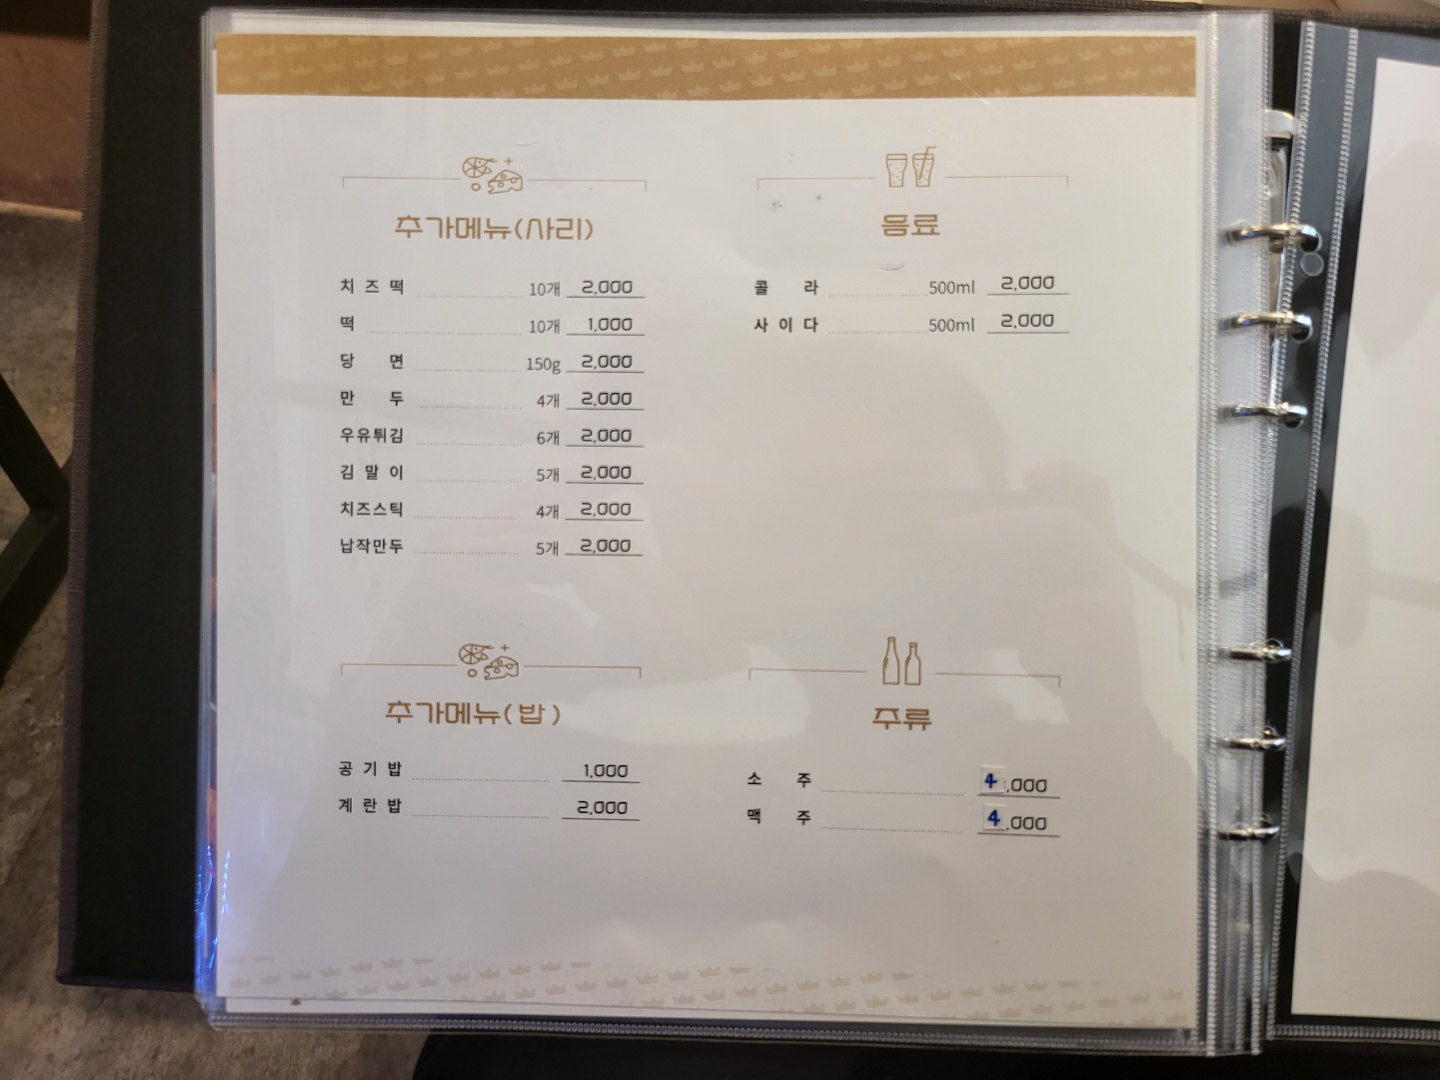 추가메뉴(사리)
치즈떡 10개 2,000
떡 10개 1,000
당면 150g 2,000
만두 4개 2,000
우유튀김 6개 2,000
김말이 5개 2,000
치즈스틱 4개 2,000
납작만두 5개 2,000
음료
콜라 500ml 2,000
사이다 500ml 2,000
추가메뉴(밥)
공기밥 1,000
계란밥 2,000
주류
소주 4,000
맥주 4,000